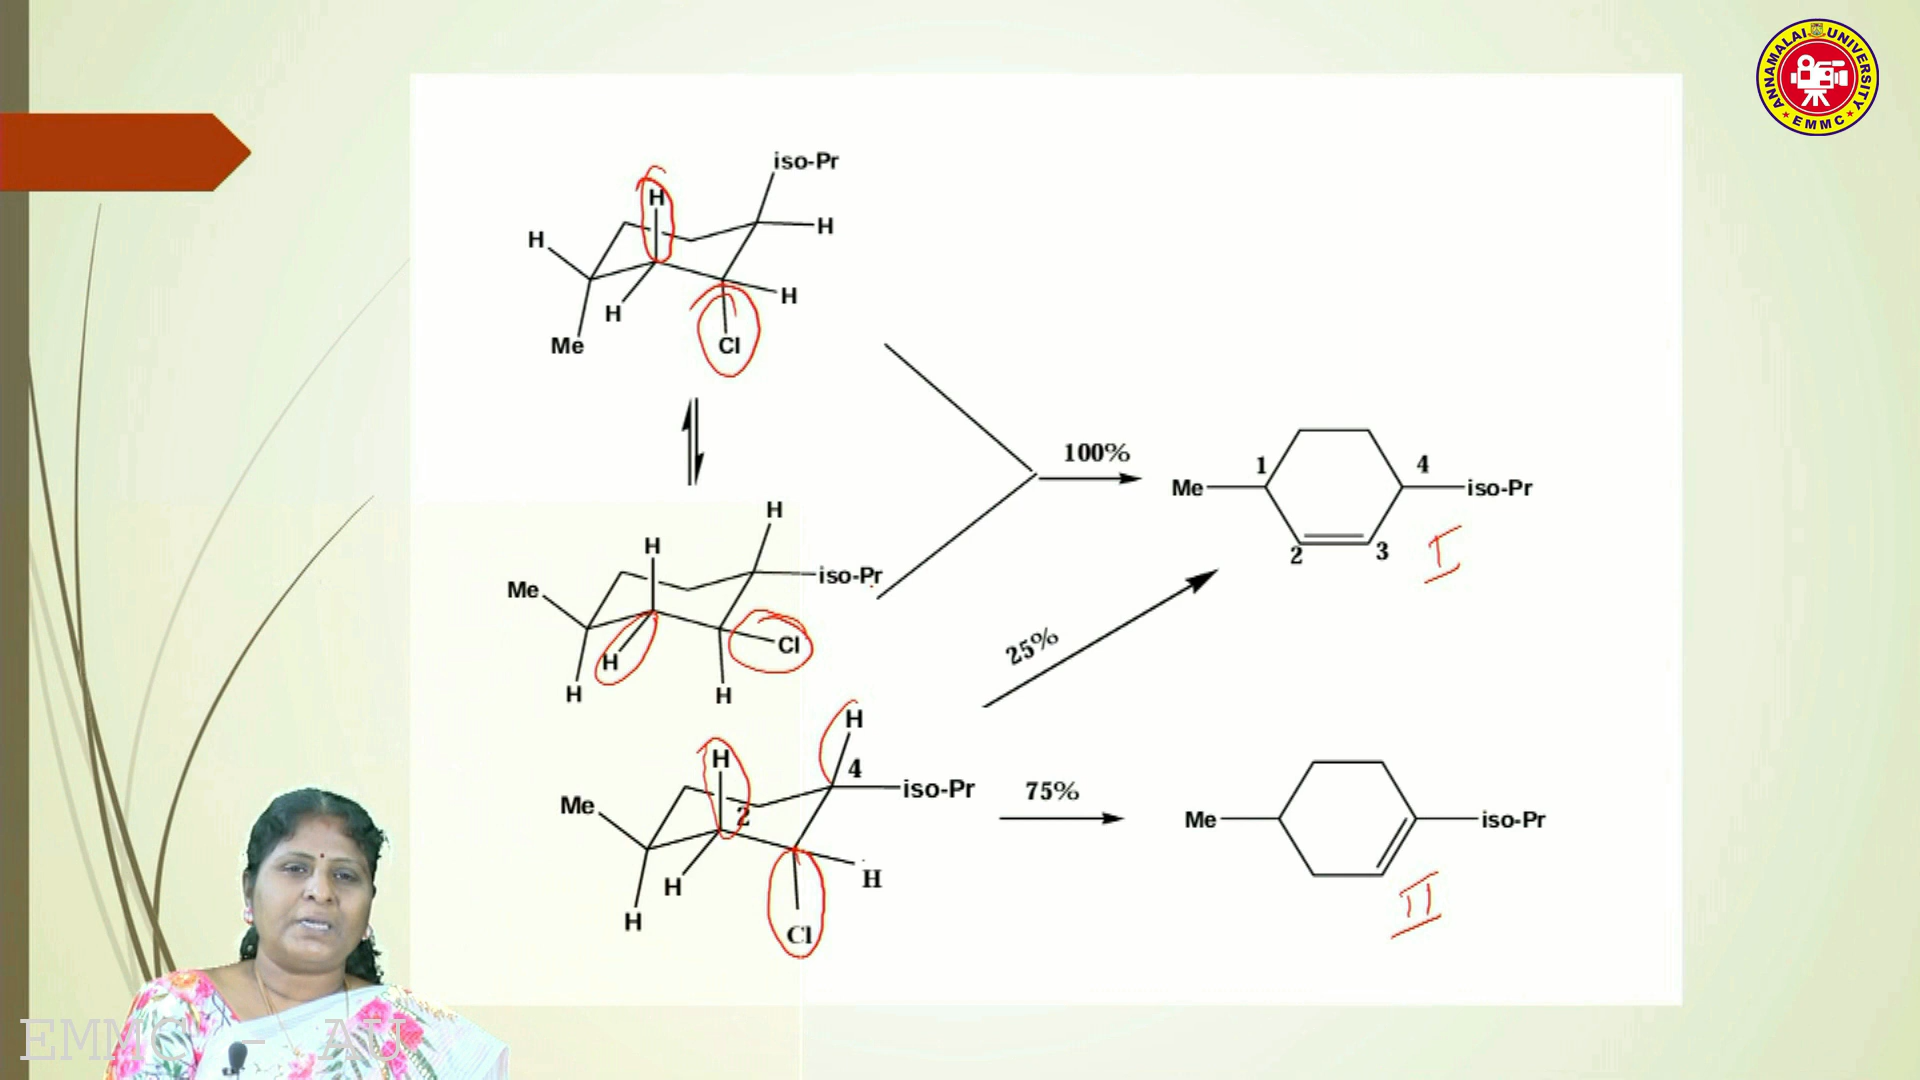 ANNAMALAI UNIVERSITY
EMMC
iso-Pr
H
H
H
H
H
Me
Cl
H
H
Me
iso-Pr
H
Cl
H
H
100%
1
4
Me
iso-Pr
2
3
I
25%
H
H
4
Me
2
iso-Pr
H
H
H
Cl
75%
Me
iso-Pr
II
EMMC - AU